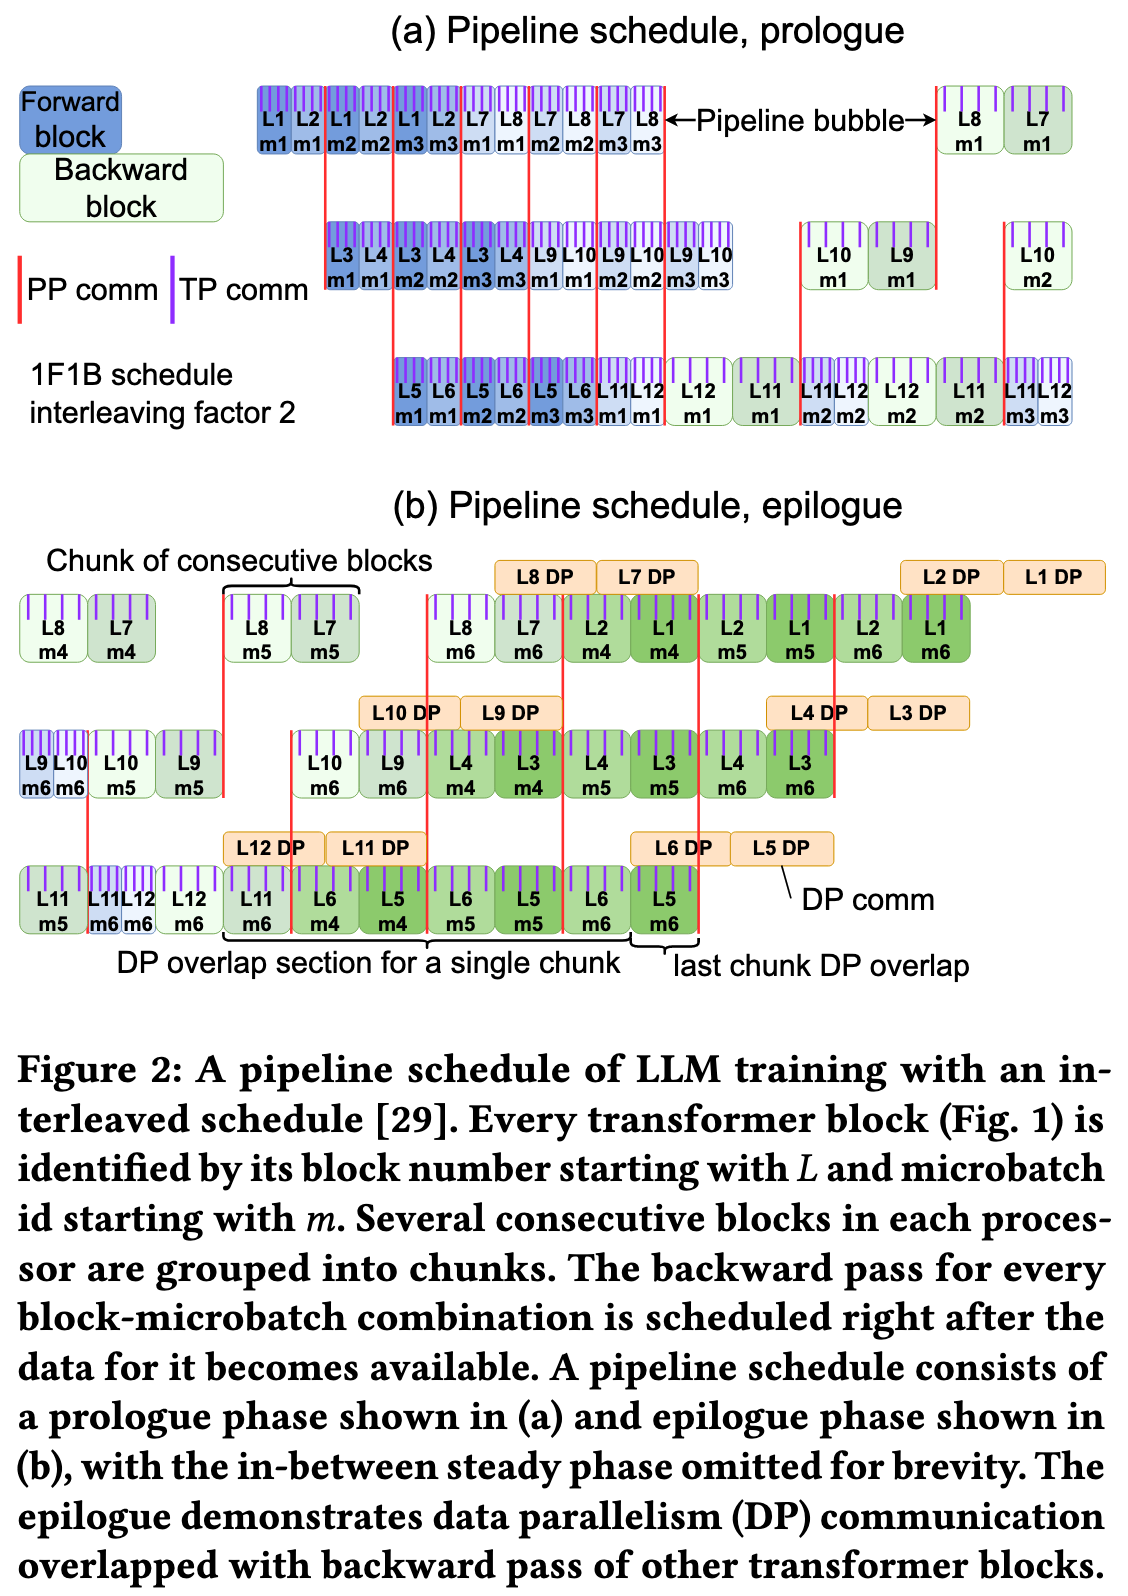 (a) Pipeline schedule, prologue
Forward
block
Backward
block
PP comm
TP comm
1F1B schedule
interleaving factor 2
L1 L2 L1 L2 L1 L2 L7 L8 L7 L8 L7 L8
m1 m1 m2 m2 m3 m3 m1 m1 m2 m2 m3 m3
Pipeline bubble
L8 L7
m1 m1
L3 L4 L3 L4 L3 L4 L9 L10 L9 L10 L9 L10
m1 m1 m2 m2 m3 m3 m1 m1 m2 m2 m3 m3
L10 L9
m1 m1
L10
m2
L5 L6 L5 L6 L5 L6 L11 L12 L12 L11 L11 L12 L12 L11 L11 L12
m1 m1 m2 m2 m3 m3 m1 m1 m1 m1 m2 m2 m2 m2 m3 m3
(b) Pipeline schedule, epilogue
Chunk of consecutive blocks
L8 DP L7 DP L2 DP L1 DP
L8 L7 L8 L7 L8 L7 L2 L1 L2 L1 L2 L1
m4 m4 m5 m5 m6 m6 m4 m4 m5 m5 m6 m6
L10 DP L9 DP L4 DP L3 DP
L9 L10 L10 L9 L10 L9 L4 L3 L4 L3 L4 L3
m6 m6 m5 m5 m6 m6 m4 m4 m5 m5 m6 m6
L12 DP L11 DP L6 DP L5 DP
L11 L11 L12 L12 L11 L6 L5 L6 L5 L6 L5
m5 m6 m6 m6 m6 m4 m4 m5 m5 m6 m6
DP comm
DP overlap section for a single chunk
last chunk DP overlap
Figure 2: A pipeline schedule of LLM training with an in-
terleaved schedule [29]. Every transformer block (Fig. 1) is
identified by its block number starting with L and microbatch
id starting with m. Several consecutive blocks in each proces-
sor are grouped into chunks. The backward pass for every
block-microbatch combination is scheduled right after the
data for it becomes available. A pipeline schedule consists of
a prologue phase shown in (a) and epilogue phase shown in
(b), with the in-between steady phase omitted for brevity. The
epilogue demonstrates data parallelism (DP) communication
overlapped with backward pass of other transformer blocks.